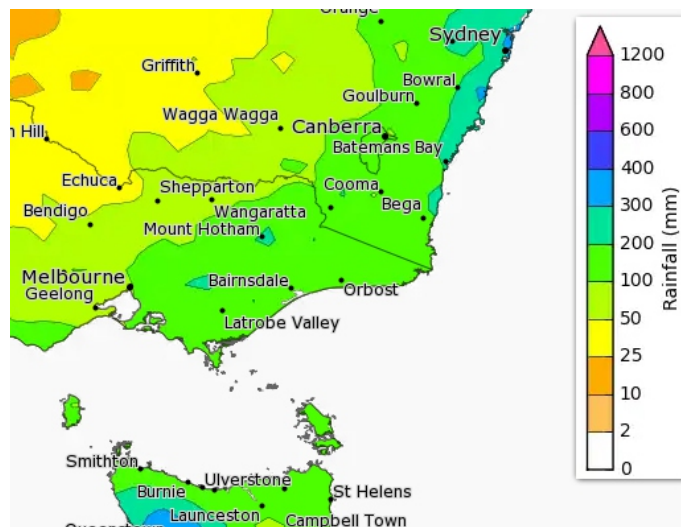 Orange
Sydney
Griffith
Bowral
Goulburn
Wagga Wagga
Canberra
n Hill
Batemans Bay
Echuca
Shepparton
Cooma
Bendigo
Wangaratta
Bega
Mount Hotham
Melbourne
Bairnsdale
Geelong
Orbost
Latrobe Valley
Smithton
Ulverstone
Burnie
St Helens
Launceston
Campbell Town
Queenstown
1200
800
600
400
300
200
100
50
25
10
2
0
Rainfall (mm)